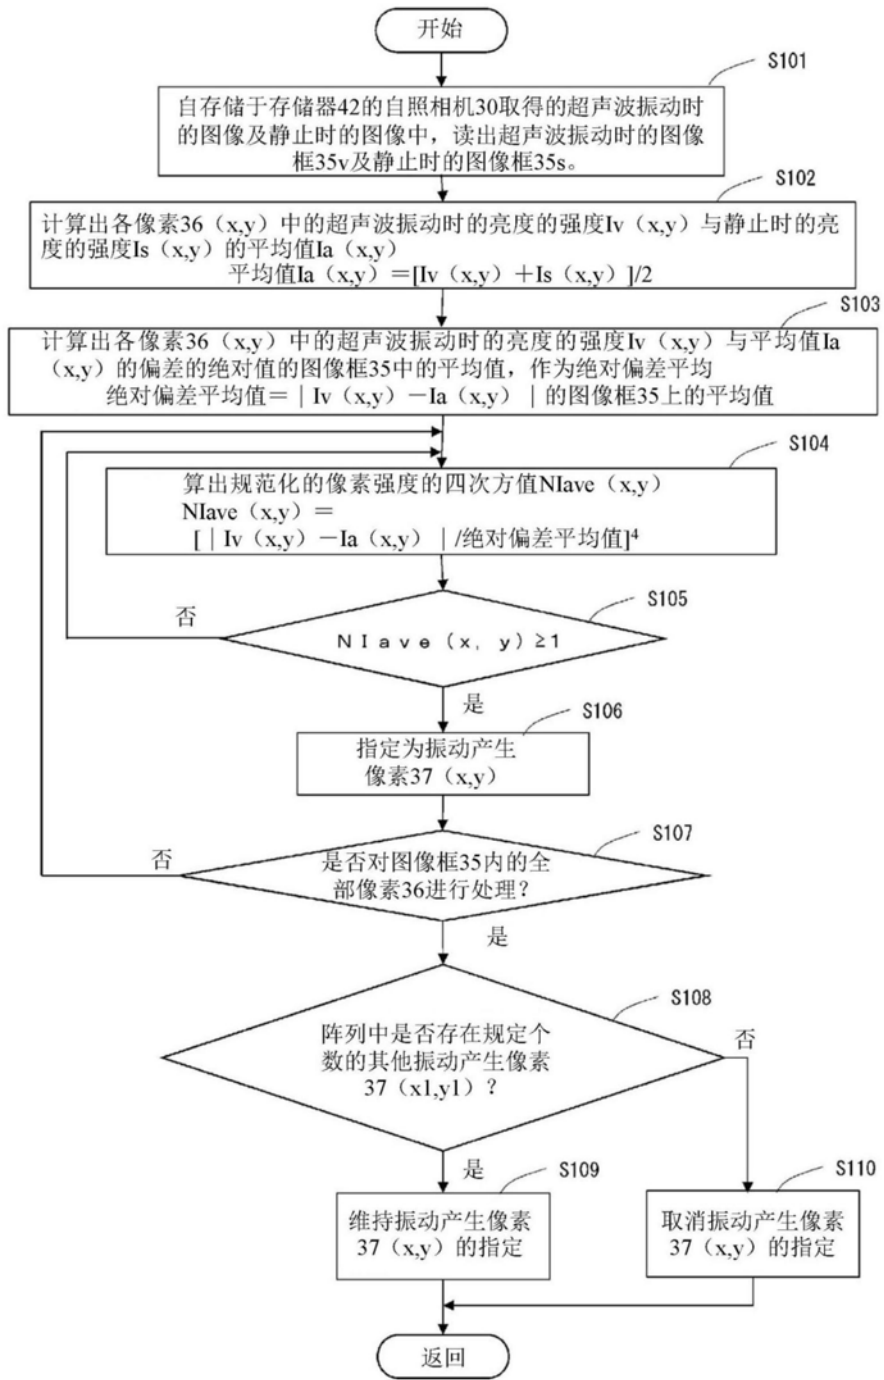 开始
S101
自存储于存储器42的自照相机30取得的超声波振动时
的图像及静止时的图像中，读出超声波振动时的图像
框35v及静止时的图像框35s。
S102
计算出各像素36（x,y）中的超声波振动时的亮度的强度Iv（x,y）与静止时的亮
度的强度Is（x,y）的平均值Ia（x,y）
平均值Ia（x,y）＝[Iv（x,y）＋Is（x,y）]/2
S103
计算出各像素36（x,y）中的超声波振动时的亮度的强度Iv（x,y）与平均值Ia
（x,y）的偏差的绝对值的图像框35中的平均值，作为绝对偏差平均
绝对偏差平均值＝｜Iv（x,y）－Ia（x,y）｜的图像框35上的平均值
S104
算出规范化的像素强度的四次方值NIave（x,y）
NIave（x,y）＝
[｜Iv（x,y）－Ia（x,y）｜/绝对偏差平均值]⁴
S105
否
NIave（x, y）≥1
是
S106
指定为振动产生
像素37（x,y）
S107
否
是否对图像框35内的全
部像素36进行处理？
是
S108
阵列中是否存在规定个
数的其他振动产生像素
37（x1,y1）？
否
是
S109
维持振动产生像素
37（x,y）的指定
S110
取消振动产生像素
37（x,y）的指定
返回